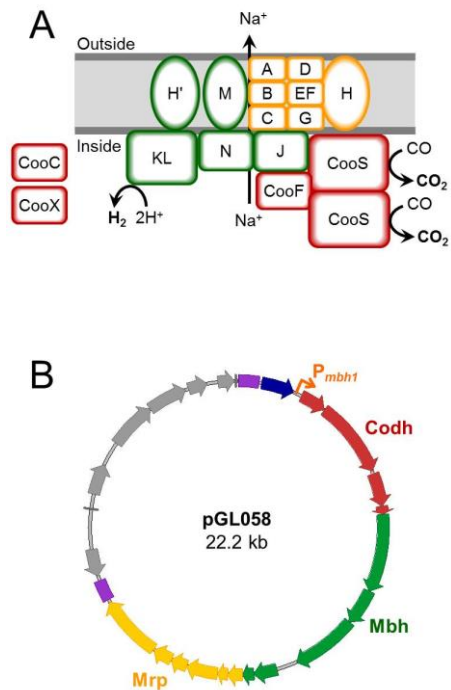 A
Na⁺
Outside
H' M A D H
B EF
C G
Inside
KL N J CooS CO
CO₂
CooC
CooX
CooF
H₂ 2H⁺ Na⁺ CooS CO
CO₂
B
P mbh1
Codh
pGL058
22.2 kb
Mbh
Mrp